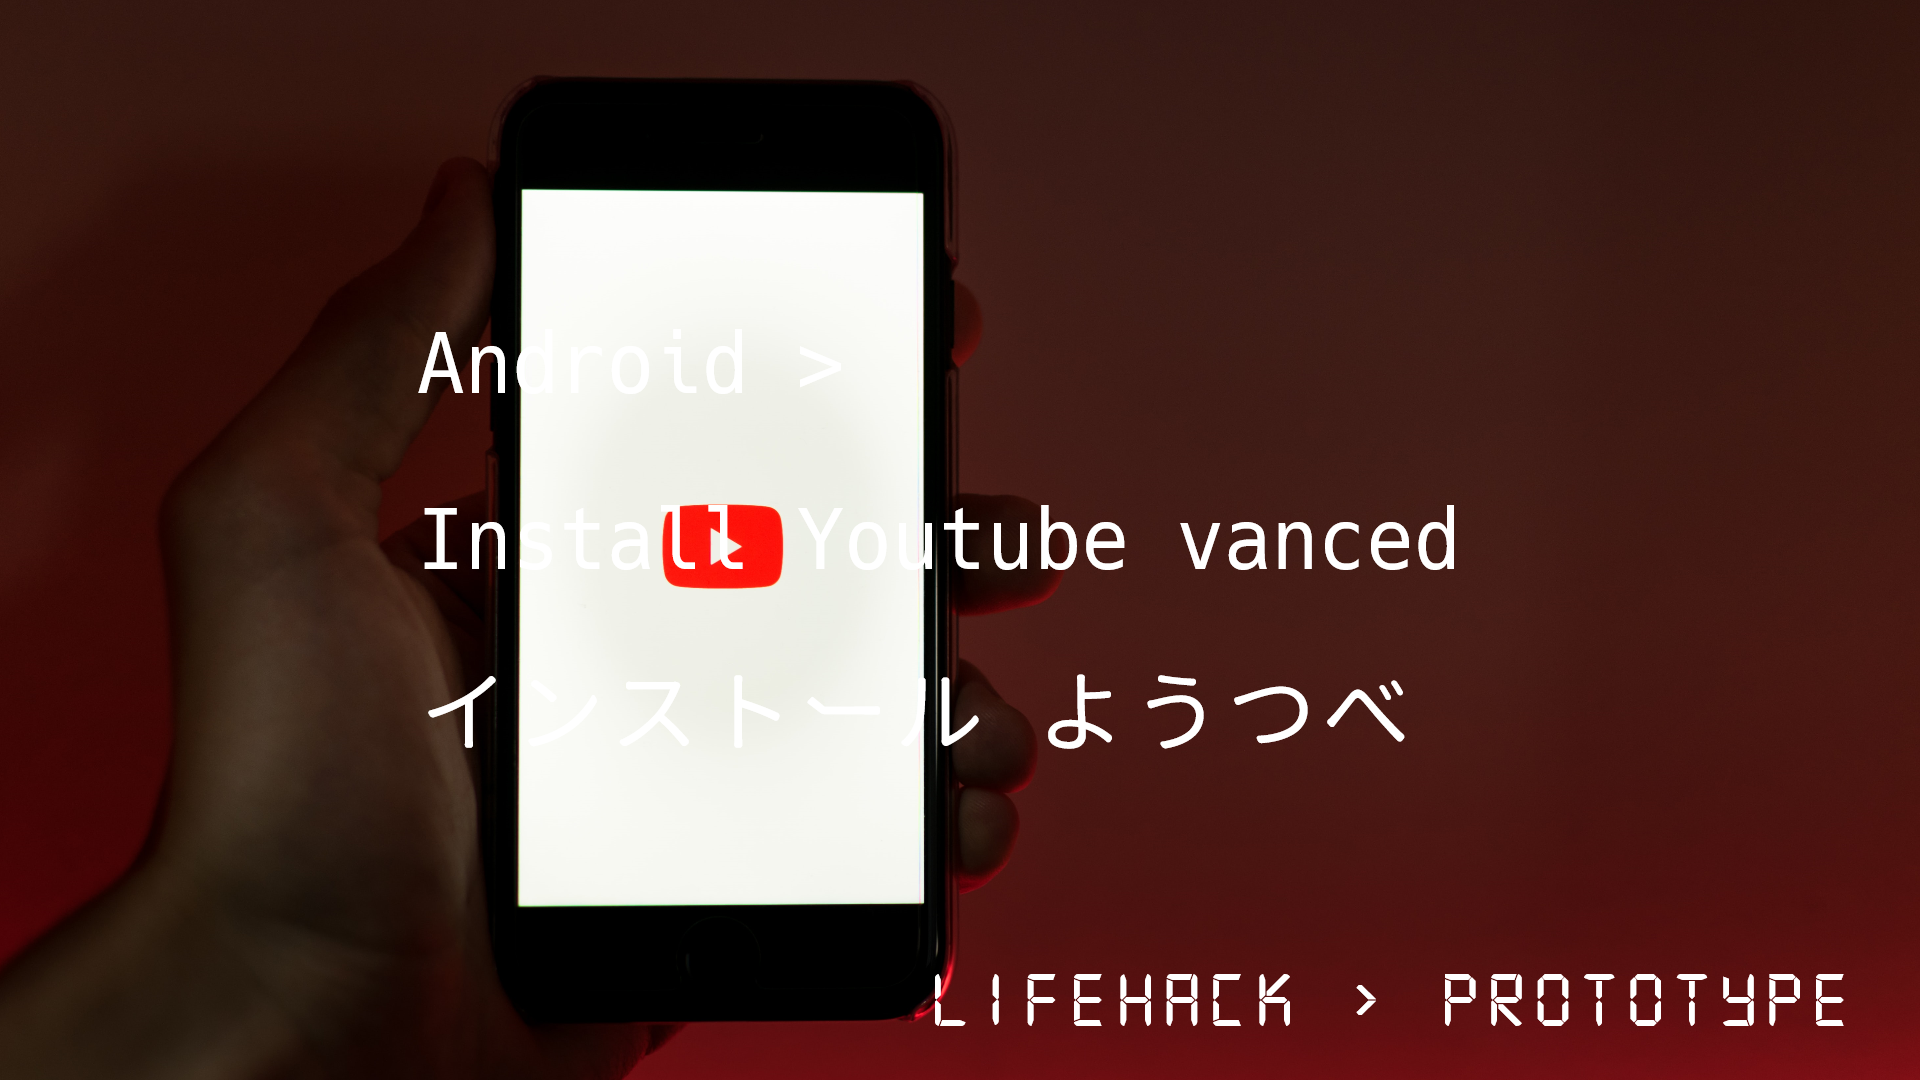 Android >
Install Youtube vanced
インストール ようつべ
LIFEHACK > PROTOTYPE